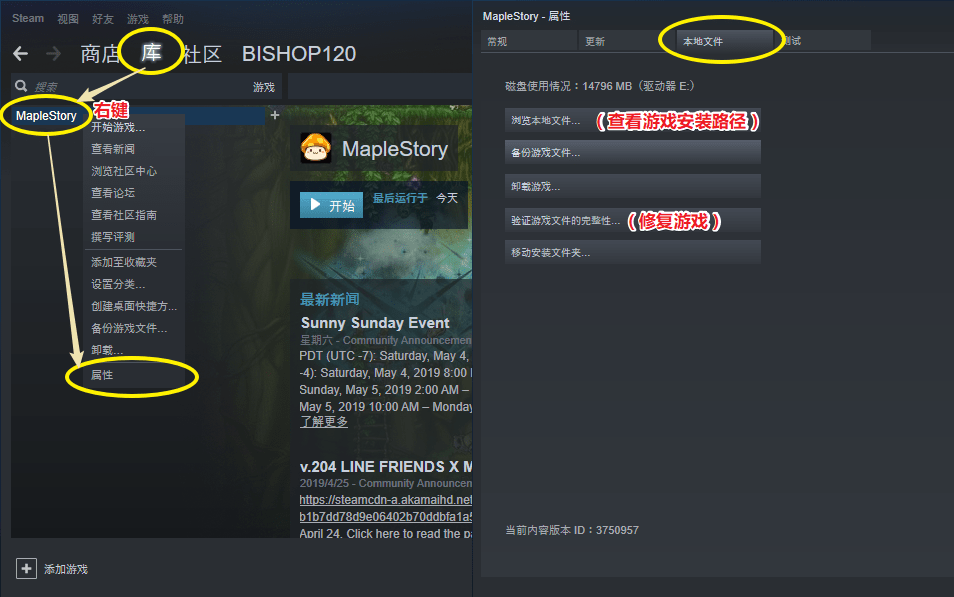 Steam 视图 好友 游戏 帮助
商店 库 社区 BISHOP120
搜索 游戏
MapleStory
右键
开始游戏...
查看新闻
浏览社区中心
查看论坛
查看社区指南
撰写评测
添加至收藏夹
设置分类...
创建桌面快捷方...
备份游戏文件...
卸载...
属性
添加游戏
MapleStory
开始 最后运行于 今天
最新新闻
Sunny Sunday Event
星期六 - Community Announcemen
PDT (UTC -7): Saturday, May 4,
-4): Saturday, May 4, 2019 8:00
Sunday, May 5, 2019 2:00 AM –
May 5, 2019 10:00 AM – Monday
了解更多
v.204 LINE FRIENDS X M
2019/4/25 - Community Announcen
https://steamcdn-a.akamaihd.net
b1b7dd78d9e06402b70ddbfa1a5
April 24. Click here to read the pa
MapleStory - 属性
常规 更新 本地文件 测试
磁盘使用情况：14796 MB（驱动器 E:）
浏览本地文件... （查看游戏安装路径）
备份游戏文件...
卸载游戏...
验证游戏文件的完整性... （修复游戏）
移动安装文件夹...
当前内容版本 ID：3750957